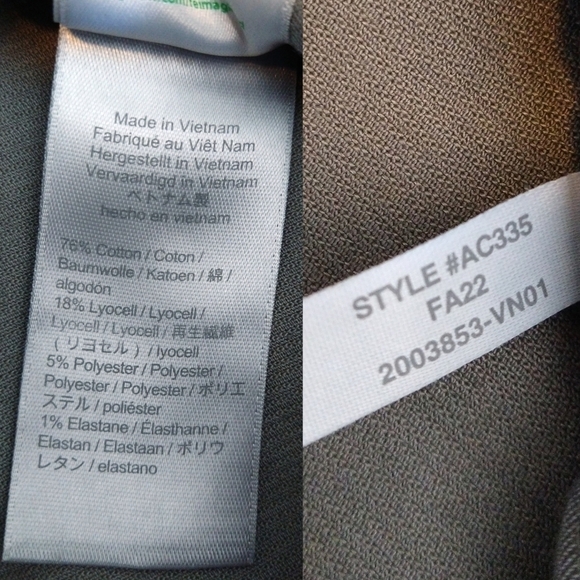 Made in Vietnam
Fabriqué au Viêt Nam
Hergestellt in Vietnam
Vervaardigd in Vietnam
ベトナム製
hecho en vietnam
76% Cotton / Coton /
Baumwolle / Katoen / 綿 /
algodón
18% Lyocell / Lyocell /
Lyocell / Lyocell / 再生繊維
( リヨセル ) / lyocell
5% Polyester / Polyester /
Polyester / Polyester / ポリエ
ステル / poliéster
1% Elastane / Élasthanne /
Elastan / Elastaan / ポリウ
レタン / elastano
STYLE #AC335
FA22
2003853-VN01